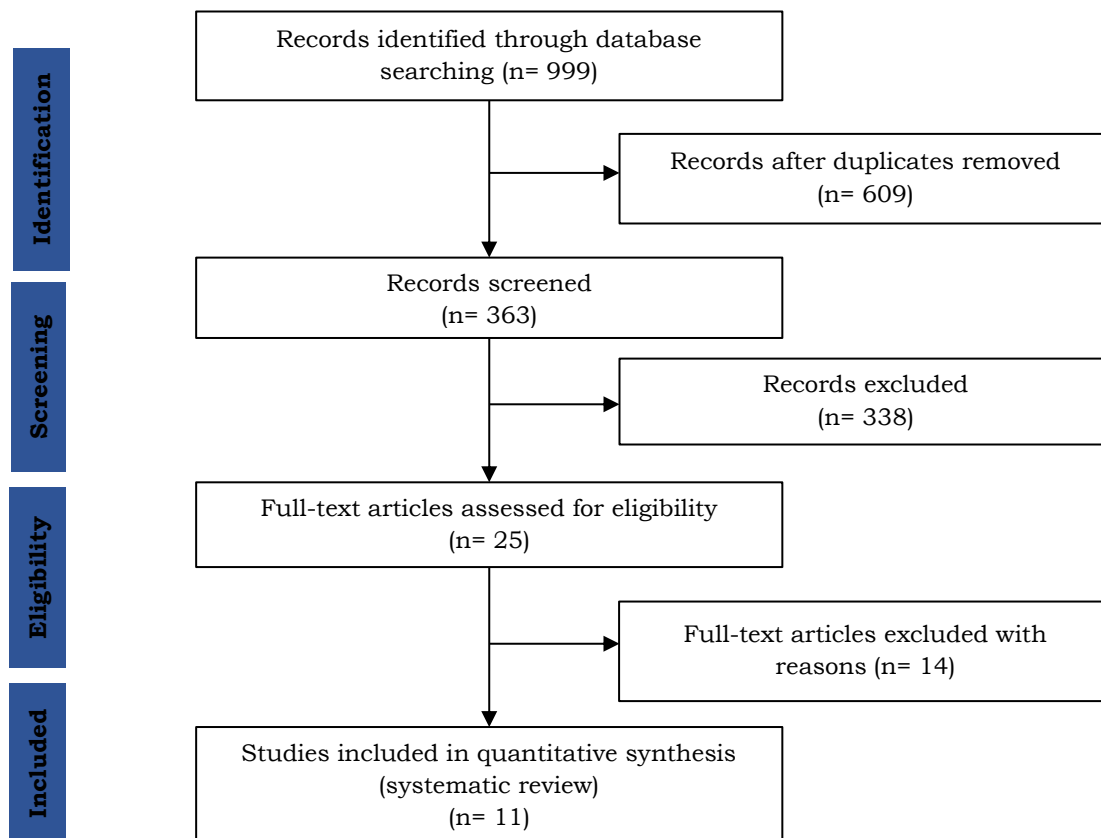 Identification
Records identified through database
searching (n= 999)
Records after duplicates removed
(n= 609)
Screening
Records screened
(n= 363)
Records excluded
(n= 338)
Eligibility
Full-text articles assessed for eligibility
(n= 25)
Full-text articles excluded with
reasons (n= 14)
Included
Studies included in quantitative synthesis
(systematic review)
(n= 11)